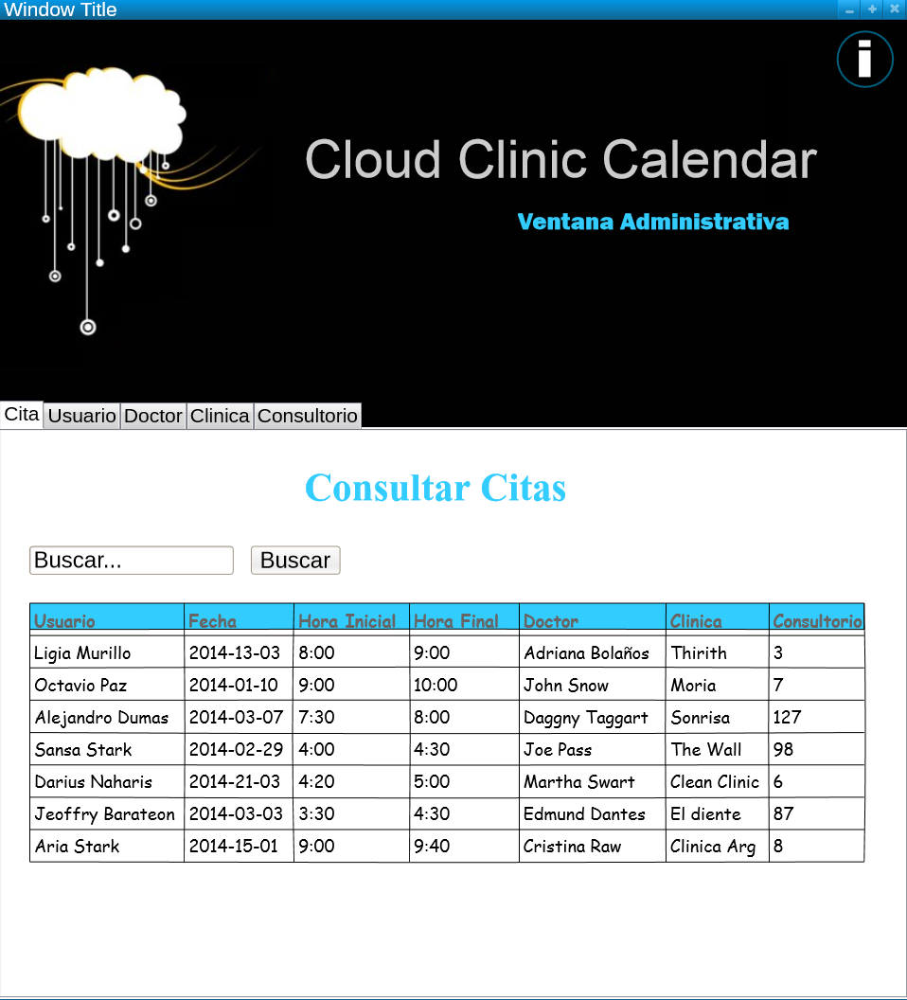 Window Title
i
Cloud Clinic Calendar
Ventana Administrativa
Cita Usuario Doctor Clinica Consultorio
Consultar Citas
Buscar... Buscar
Usuario Fecha Hora Inicial Hora Final Doctor Clinica Consultorio
Ligia Murillo 2014-13-03 8:00 9:00 Adriana Bolaños Thirith 3
Octavio Paz 2014-01-10 9:00 10:00 John Snow Moria 7
Alejandro Dumas 2014-03-07 7:30 8:00 Daggny Taggart Sonrisa 127
Sansa Stark 2014-02-29 4:00 4:30 Joe Pass The Wall 98
Darius Naharis 2014-21-03 4:20 5:00 Martha Swart Clean Clinic 6
Jeoffry Barateon 2014-03-03 3:30 4:30 Edmund Dantes El diente 87
Aria Stark 2014-15-01 9:00 9:40 Cristina Raw Clinica Arg 8